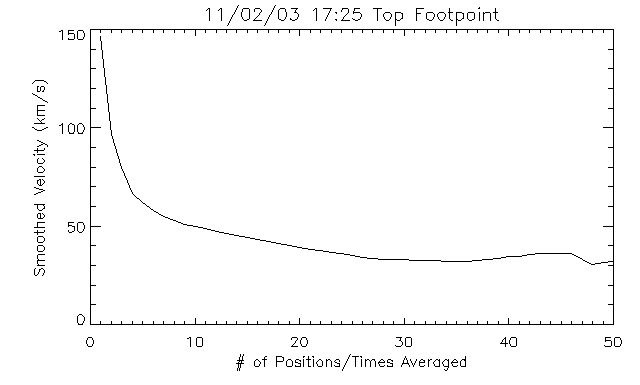 11/02/03 17:25 Top Footpoint
150
100
50
0
Smoothed Velocity (km/s)
0 10 20 30 40 50
# of Positions/Times Averaged